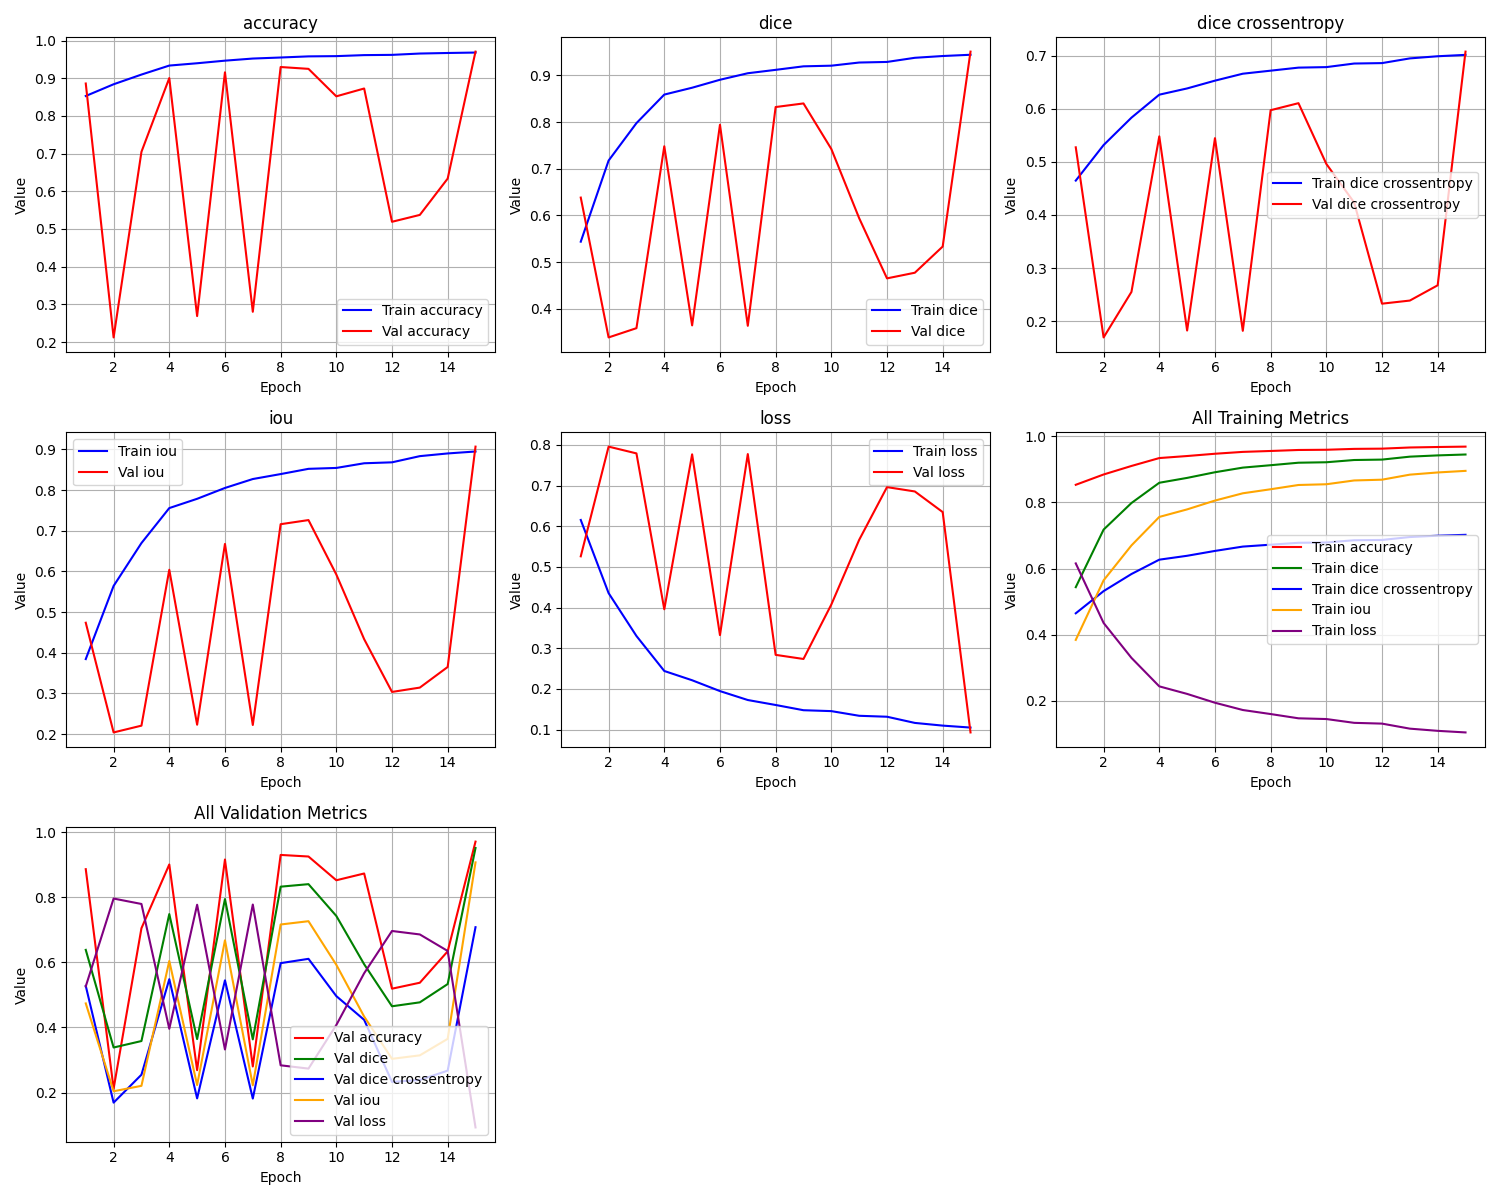 accuracy
Value
1.0
0.9
0.8
0.7
0.6
0.5
0.4
0.3
0.2
Train accuracy
Val accuracy
2 4 6 8 10 12 14
Epoch
dice
Value
0.9
0.8
0.7
0.6
0.5
0.4
Train dice
Val dice
2 4 6 8 10 12 14
Epoch
dice crossentropy
Value
0.7
0.6
0.5
0.4
0.3
0.2
Train dice crossentropy
Val dice crossentropy
2 4 6 8 10 12 14
Epoch
iou
Value
0.9
0.8
0.7
0.6
0.5
0.4
0.3
0.2
Train iou
Val iou
2 4 6 8 10 12 14
Epoch
loss
Value
0.8
0.7
0.6
0.5
0.4
0.3
0.2
0.1
Train loss
Val loss
2 4 6 8 10 12 14
Epoch
All Training Metrics
Value
1.0
0.8
0.6
0.4
0.2
Train accuracy
Train dice
Train dice crossentropy
Train iou
Train loss
2 4 6 8 10 12 14
Epoch
All Validation Metrics
Value
1.0
0.8
0.6
0.4
0.2
Val accuracy
Val dice
Val dice crossentropy
Val iou
Val loss
2 4 6 8 10 12 14
Epoch